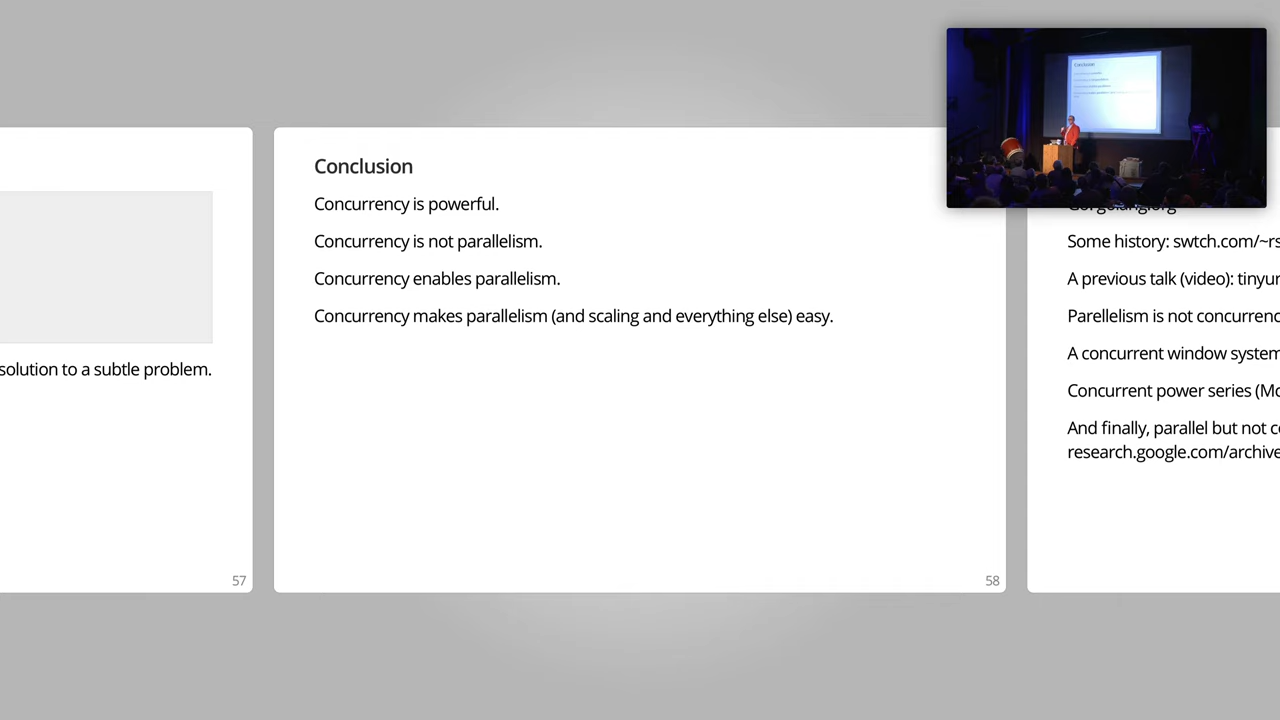 solution to a subtle problem.
57
Conclusion
Concurrency is powerful.
Concurrency is not parallelism.
Concurrency enables parallelism.
Concurrency makes parallelism (and scaling and everything else) easy.
58
Some history: swtch.com/~rs
A previous talk (video): tinyur
Parellelism is not concurrenc
A concurrent window system
Concurrent power series (Mc
And finally, parallel but not co
research.google.com/archive
Conclusion